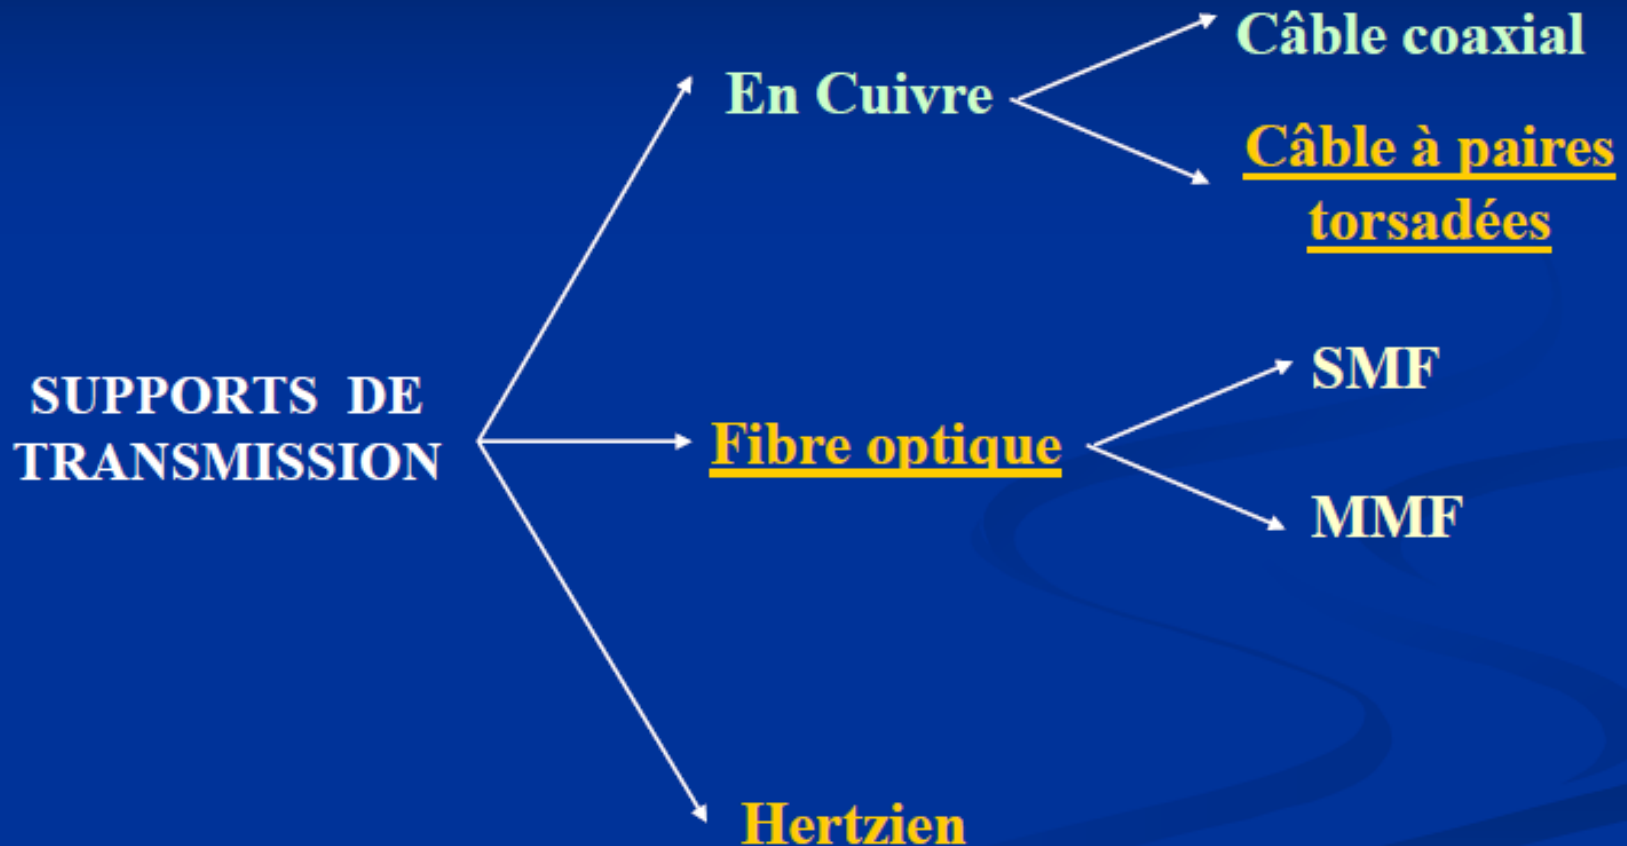 Câble coaxial
En Cuivre
Câble à paires
torsadées
SMF
SUPPORTS DE
TRANSMISSION
Fibre optique
MMF
Hertzien